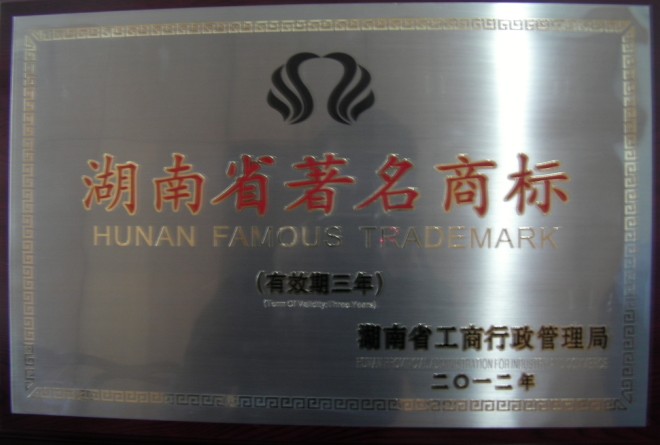 湖南省著名商标
HUNAN FAMOUS TRADEMARK
(有效期三年)
(Term Of Validity:Three Years)
湖南省工商行政管理局
二〇一二年